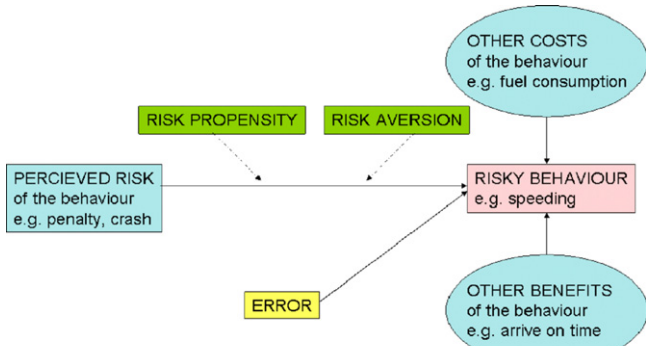 OTHER COSTS
of the behaviour
e.g. fuel consumption
RISK PROPENSITY
RISK AVERSION
PERCIEVED RISK
of the behaviour
e.g. penalty, crash
RISKY BEHAVIOUR
e.g. speeding
ERROR
OTHER BENEFITS
of the behaviour
e.g. arrive on time